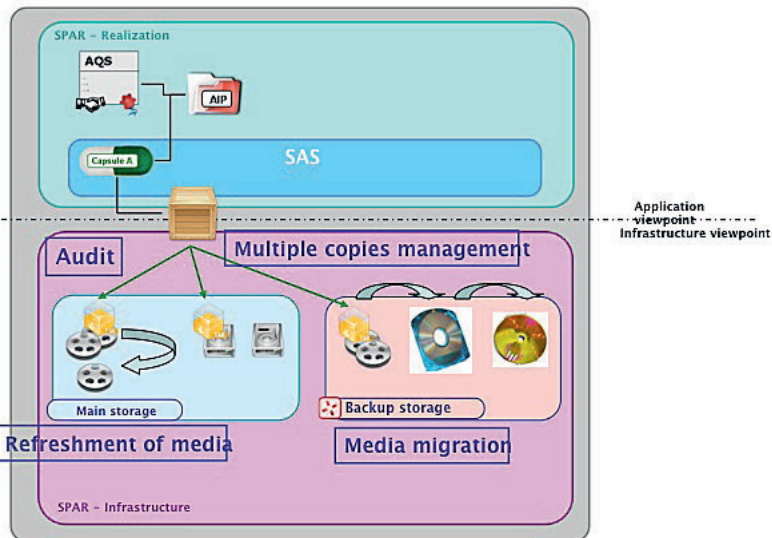 SPAR – Realization
AQS
AIP
Capsule A
SAS
Application
viewpoint
Infrastructure viewpoint
Audit
Multiple copies management
Main storage
Backup storage
Refreshment of media
Media migration
SPAR – Infrastructure